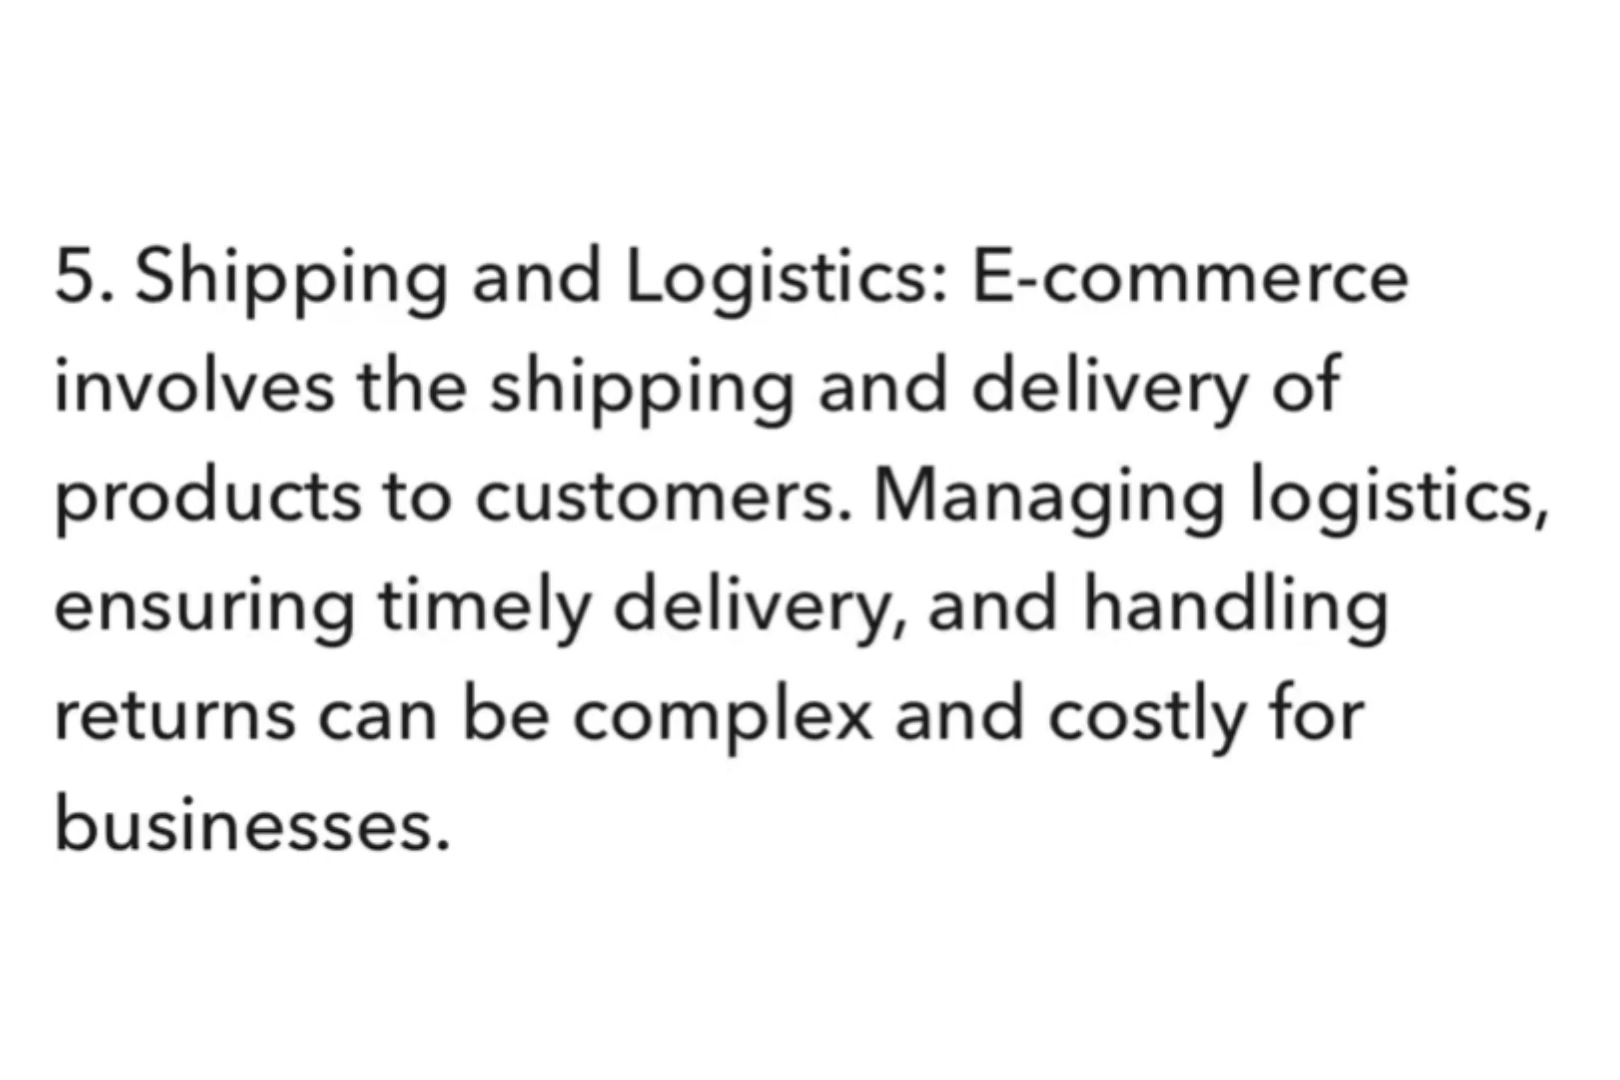 5. Shipping and Logistics: E-commerce
involves the shipping and delivery of
products to customers. Managing logistics,
ensuring timely delivery, and handling
returns can be complex and costly for
businesses.